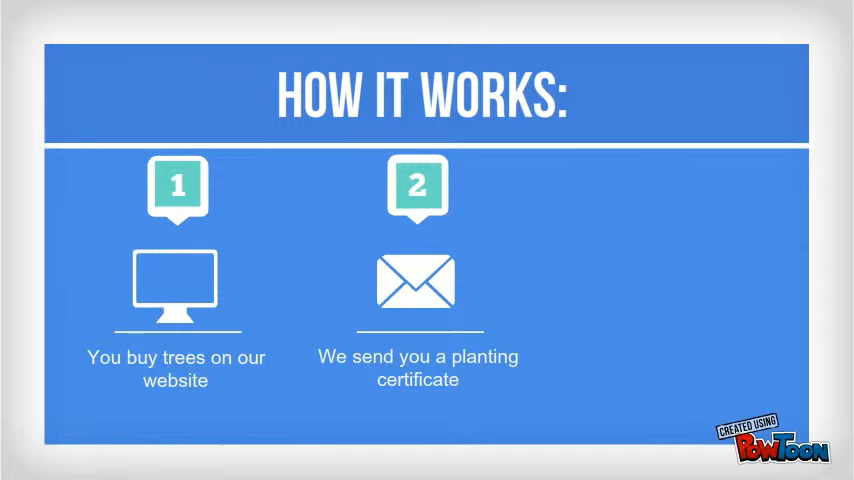 HOW IT WORKS:
1
2
You buy trees on our
website
We send you a planting
certificate
CREATED USING
POWTOON